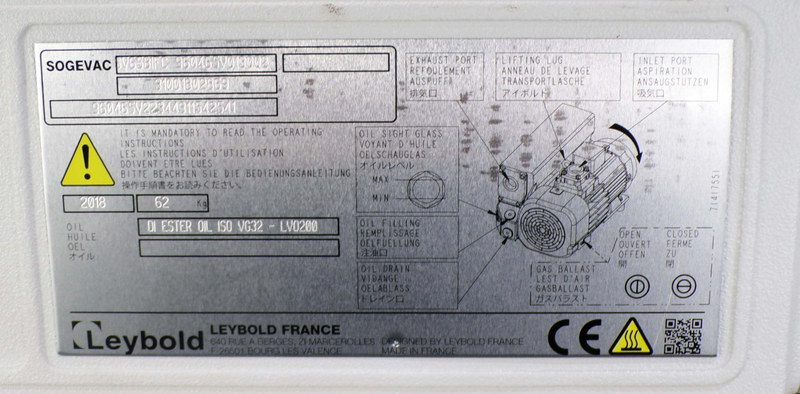 SOGEVAC
EXHAUST PORT
REFOULEMENT
AUSPUFF
排気口
LIFTING LUG
ANNEAU DE LEVAGE
TRANSPORTLASCHE
アイボルト
INLET PORT
ASPIRATION
ANSAUGSTUTZEN
吸気口
IT IS MANDATORY TO READ THE OPERATING
INSTRUCTIONS
LES INSTRUCTIONS D'UTILISATION
DOIVENT ETRE LUES
BITTE BEACHTEN SIE DIE BEDIENUNGSANLEITUNG
操作手順書をお読みください.
2018 62 Kg
OIL
HUILE
OEL
オイル
DI ESTER OIL ISO VG32 - LVO200
OIL SIGHT GLASS
VOYANT D'HUILE
OELSCHAUGLAS
オイルレベル
MAX
MIN
OIL FILLING
REMPLISSAGE
OELFUELLUNG
注油口
OIL DRAIN
VIDANGE
OELABLASS
ドレイン口
71417551
OPEN
OUVERT
OFFEN
開
CLOSED
FERME
ZU
閉
GAS BALLAST
LEST D'AIR
GASBALLAST
ガスバラスト
Leybold
LEYBOLD FRANCE
640 RUE A BERGES, ZI MARCEROLLES
F 26501 BOURG LES VALENCE
DESIGNED BY LEYBOLD FRANCE
MADE IN FRANCE
CE